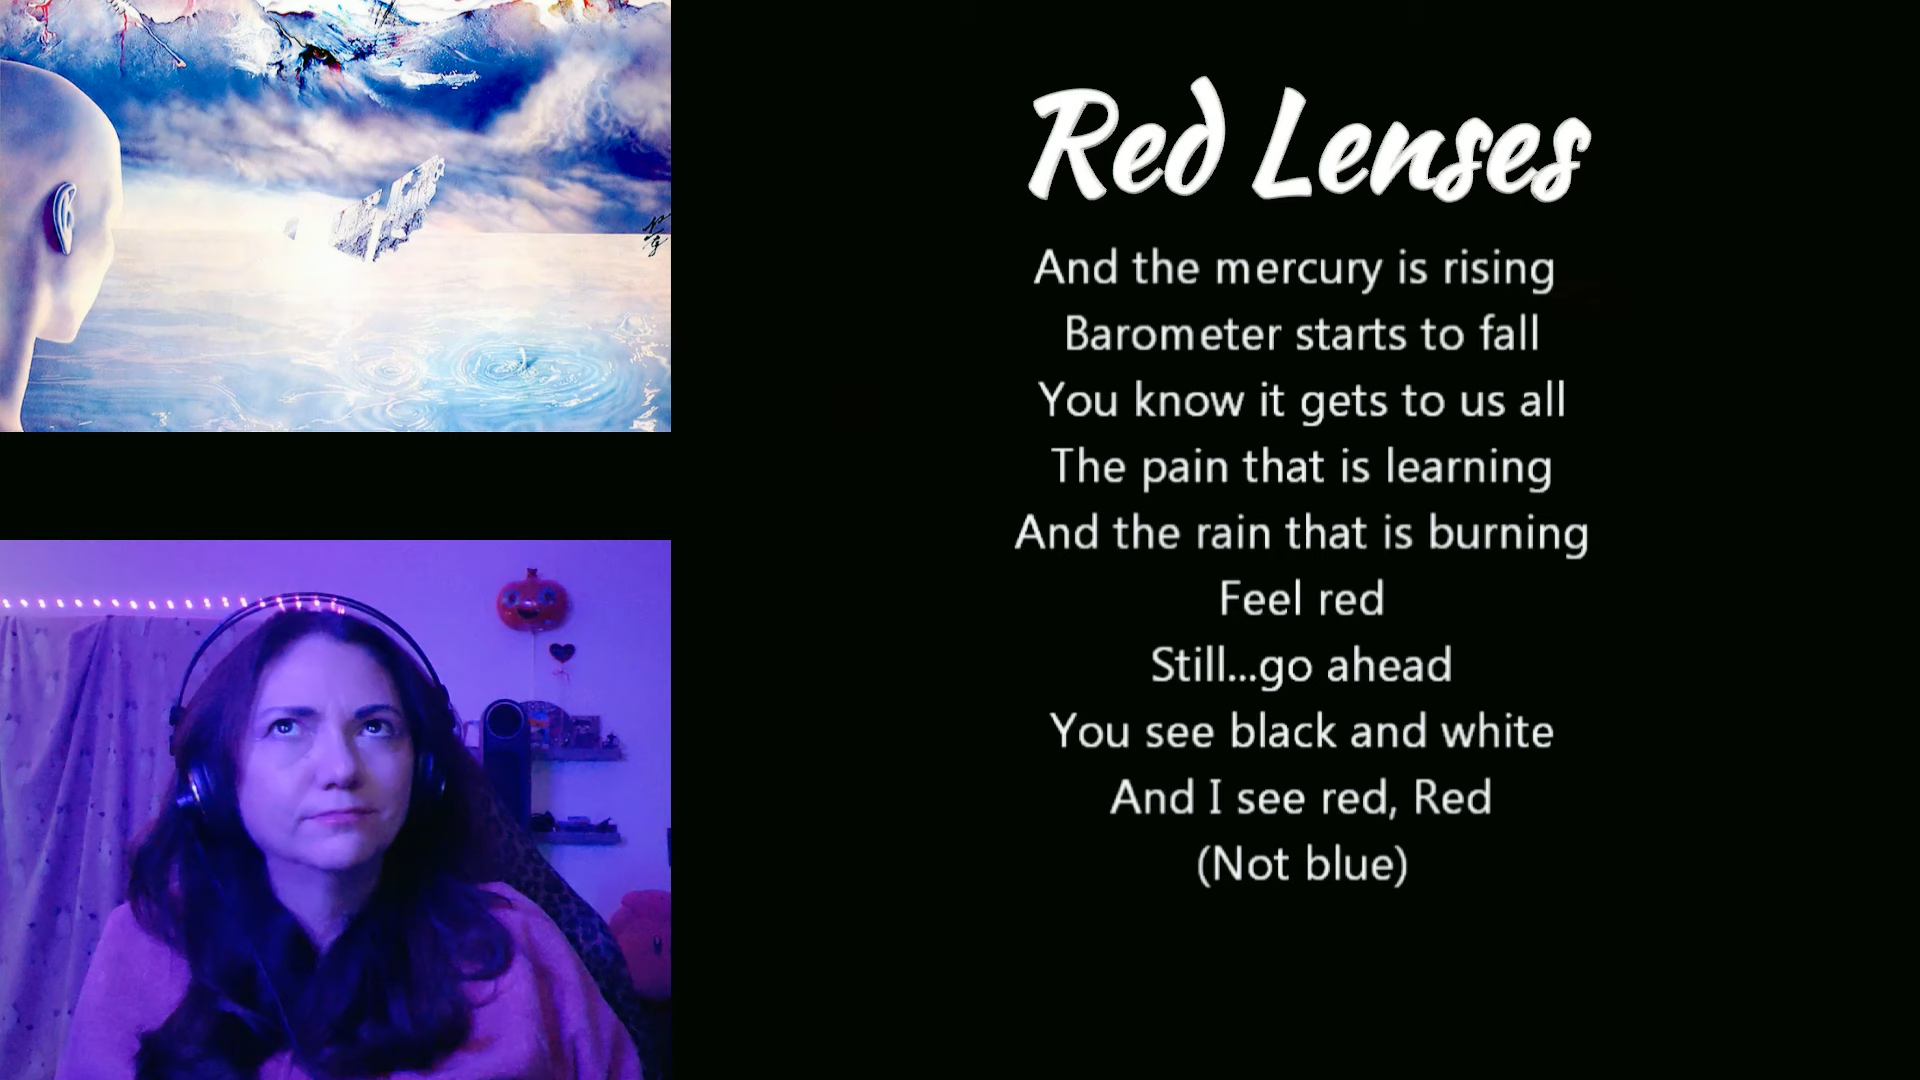 Red Lenses
And the mercury is rising
Barometer starts to fall
You know it gets to us all
The pain that is learning
And the rain that is burning
Feel red
Still...go ahead
You see black and white
And I see red, Red
(Not blue)